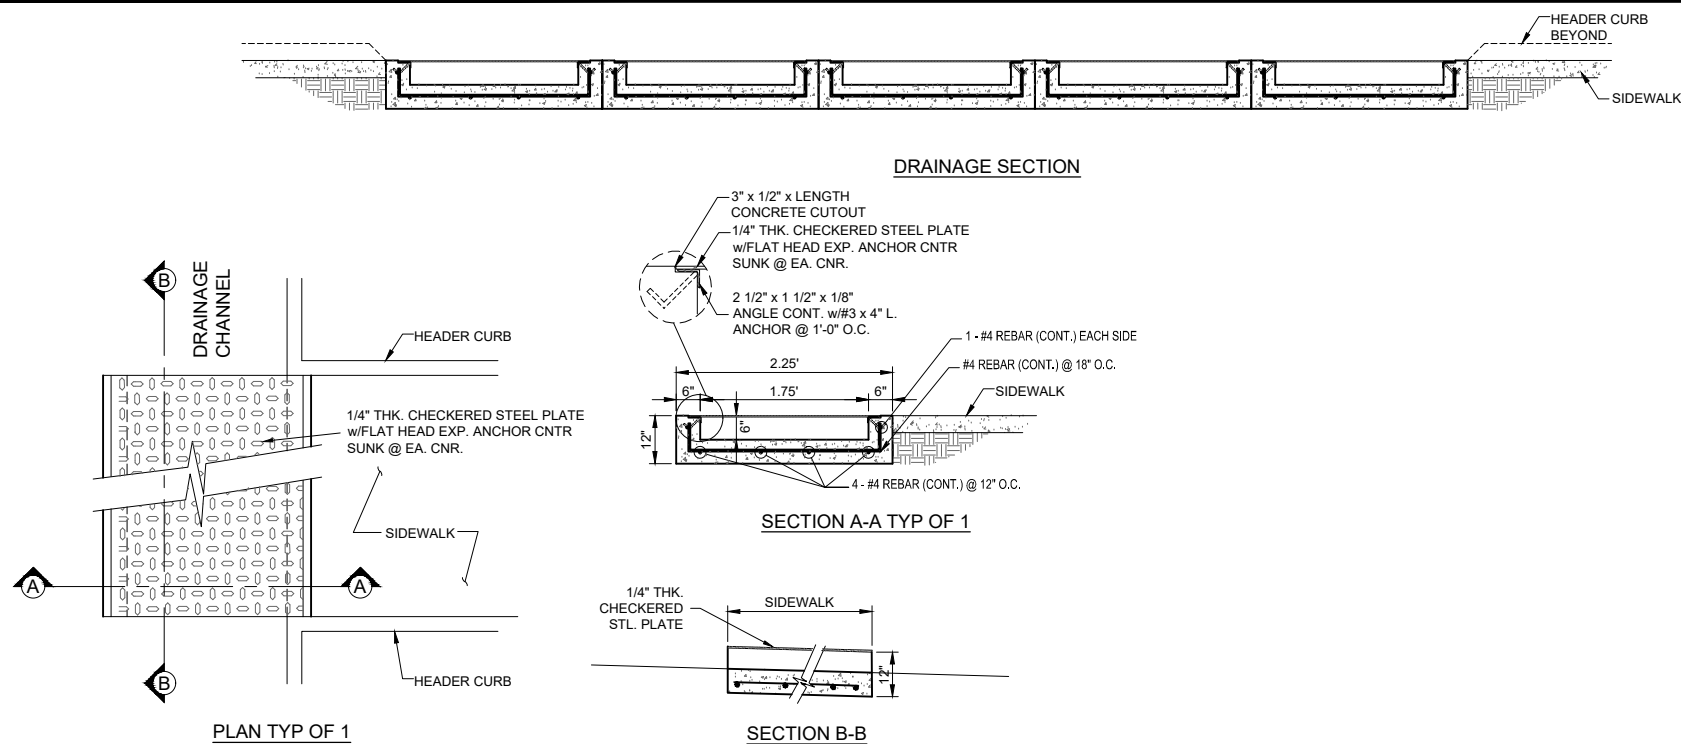 HEADER CURB
BEYOND
SIDEWALK
DRAINAGE SECTION
3" x 1/2" x LENGTH
CONCRETE CUTOUT
1/4" THK. CHECKERED STEEL PLATE
w/FLAT HEAD EXP. ANCHOR CNTR
SUNK @ EA. CNR.
2 1/2" x 1 1/2" x 1/8"
ANGLE CONT. w/#3 x 4" L.
ANCHOR @ 1'-0" O.C.
B
DRAINAGE
CHANNEL
HEADER CURB
1/4" THK. CHECKERED STEEL PLATE
w/FLAT HEAD EXP. ANCHOR CNTR
SUNK @ EA. CNR.
SIDEWALK
A
A
B
HEADER CURB
PLAN TYP OF 1
1 - #4 REBAR (CONT.) EACH SIDE
#4 REBAR (CONT.) @ 18" O.C.
SIDEWALK
2.25'
6"
1.75'
6"
12"
6"
4 - #4 REBAR (CONT.) @ 12" O.C.
SECTION A-A TYP OF 1
1/4" THK.
CHECKERED
STL. PLATE
SIDEWALK
12"
SECTION B-B